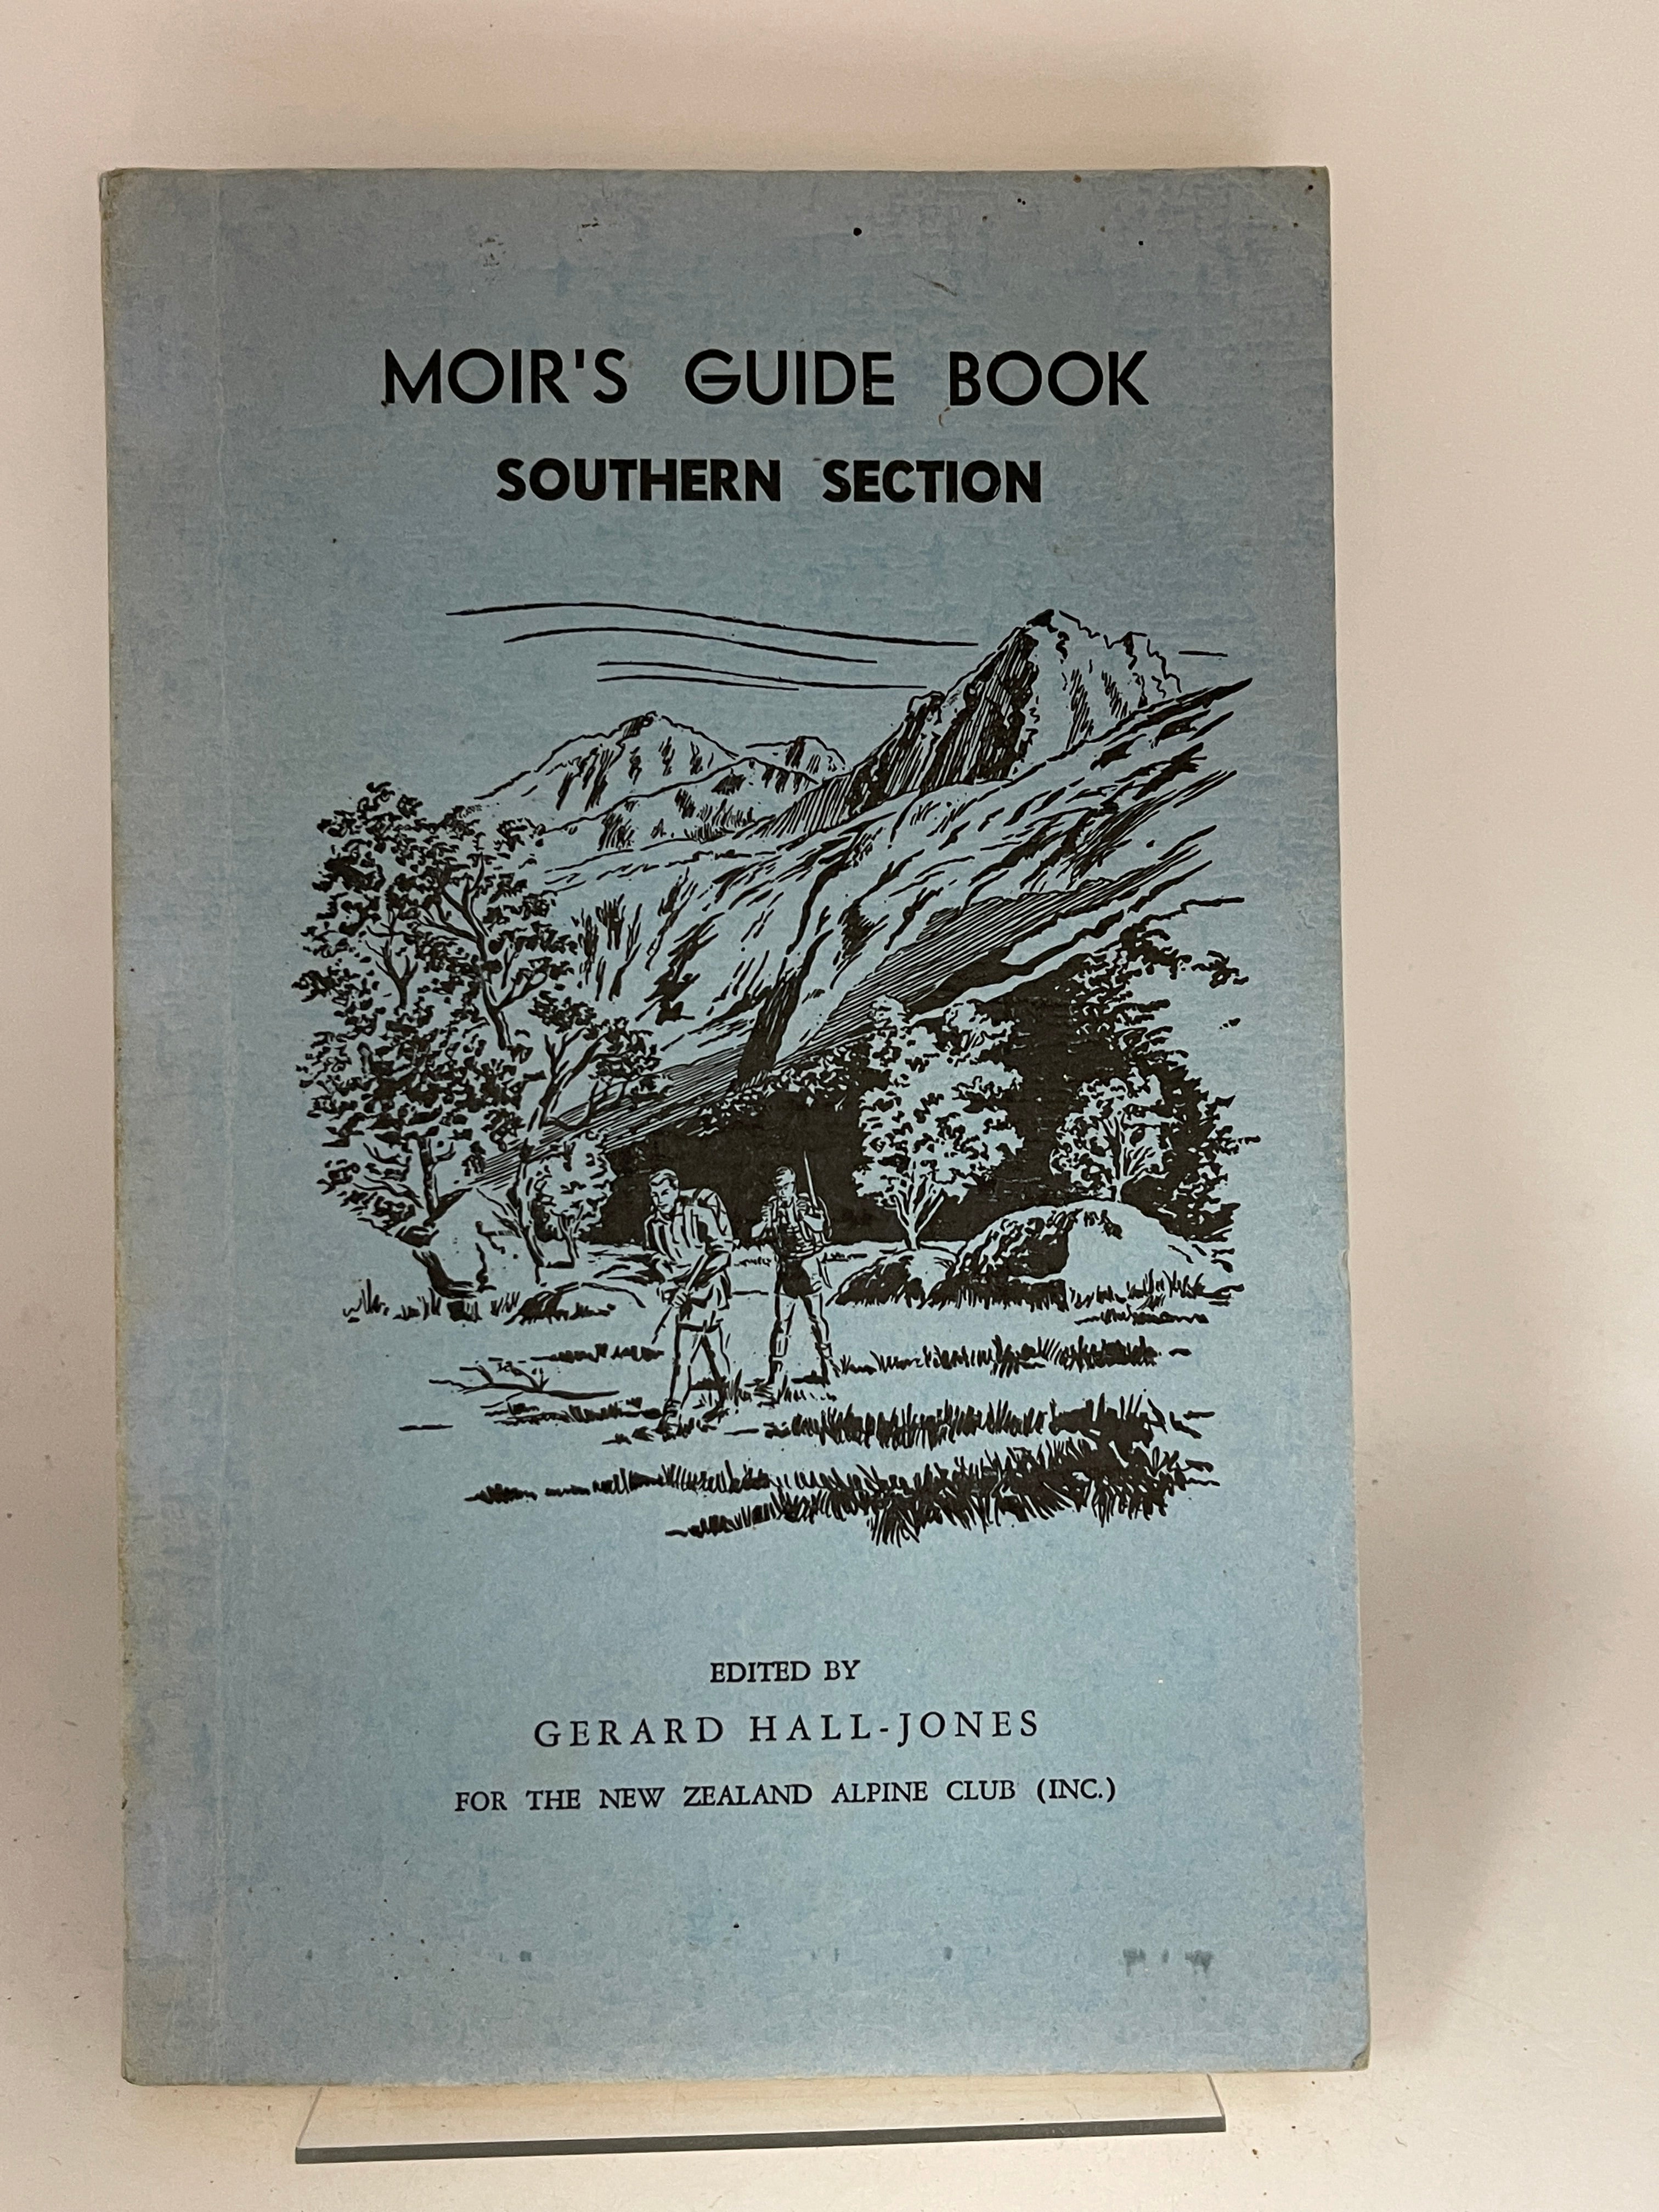 MOIR'S GUIDE BOOK
SOUTHERN SECTION
EDITED BY
GERARD HALL-JONES
FOR THE NEW ZEALAND ALPINE CLUB (INC.)